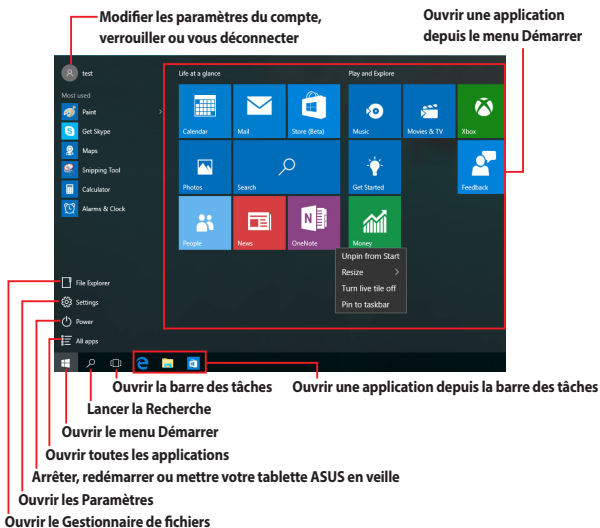 Modifier les paramètres du compte,
verrouiller ou vous déconnecter
Ouvrir une application
depuis le menu Démarrer
test
Most used
Paint
Get Skype
Maps
Snipping Tool
Calculator
Alarms & Clock
File Explorer
Settings
Power
All apps
Life at a glance
Play and Explore
Calendar
Mail
Store (Beta)
Music
Movies & TV
Xbox
Photos
Search
Get Started
Feedback
People
News
OneNote
Money
Unpin from Start
Resize
Turn live tile off
Pin to taskbar
Ouvrir la barre des tâches
Ouvrir une application depuis la barre des tâches
Lancer la Recherche
Ouvrir le menu Démarrer
Ouvrir toutes les applications
Arrêter, redémarrer ou mettre votre tablette ASUS en veille
Ouvrir les Paramètres
Ouvrir le Gestionnaire de fichiers